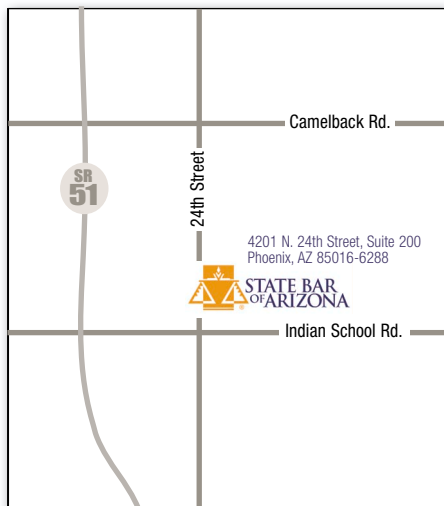 Camelback Rd.
SR
51
24th Street
4201 N. 24th Street, Suite 200
Phoenix, AZ 85016-6288
STATE BAR
OF ARIZONA
Indian School Rd.